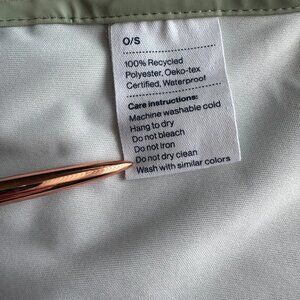 O/S
100% Recycled
Polyester, Oeko-tex
Certified, Waterproof
Care instructions:
Machine washable cold
Hang to dry
Do not bleach
Do not iron
Do not dry clean
Wash with similar colors